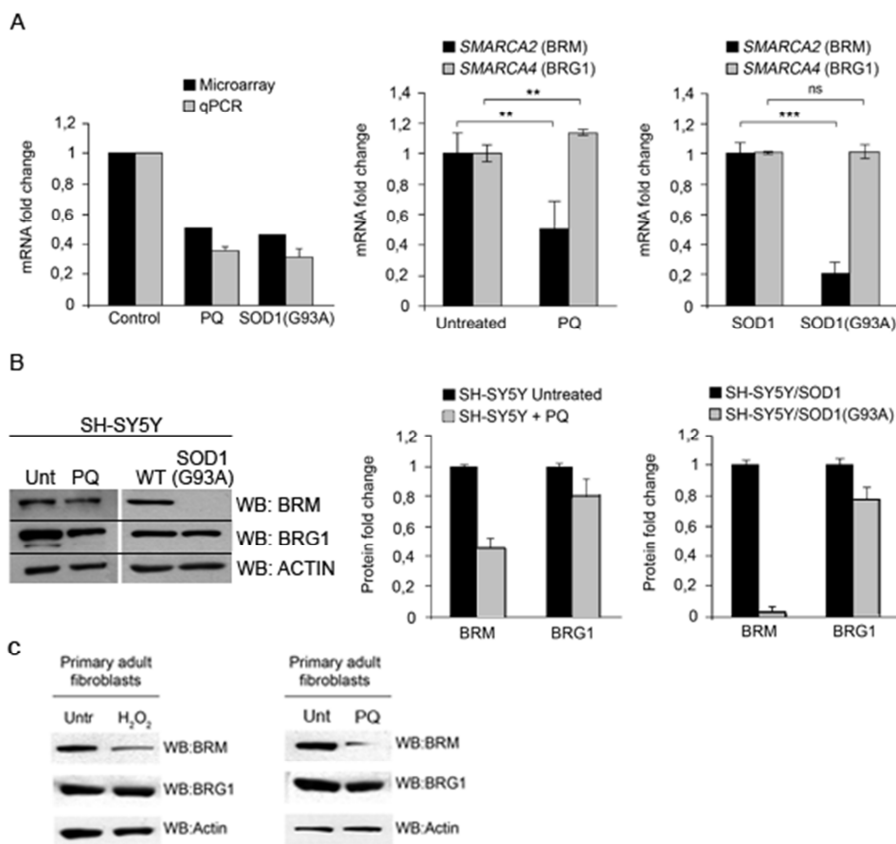 A
Microarray
qPCR
mRNA fold change
1,2
1
0,8
0,6
0,4
0,2
0
Control PQ SOD1(G93A)
SMARCA2 (BRM)
SMARCA4 (BRG1)
mRNA fold change
1,2
1,4
1
0,8
0,6
0,4
0,2
0
**
**
Untreated PQ
SMARCA2 (BRM)
SMARCA4 (BRG1)
mRNA fold change
1,2
1,4
1
0,8
0,6
0,4
0,2
0
ns
***
SOD1 SOD1(G93A)
B
SH-SY5Y
Unt PQ WT SOD1
(G93A)
WB: BRM
WB: BRG1
WB: ACTIN
SH-SY5Y Untreated
SH-SY5Y + PQ
Protein fold change
1,2
1
0,8
0,6
0,4
0,2
0
BRM BRG1
SH-SY5Y/SOD1
SH-SY5Y/SOD1(G93A)
Protein fold change
1,2
1
0,8
0,6
0,4
0,2
0
BRM BRG1
C
Primary adult
fibroblasts
Untr H₂O₂
WB:BRM
WB:BRG1
WB:Actin
Primary adult
fibroblasts
Unt PQ
WB:BRM
WB:BRG1
WB:Actin